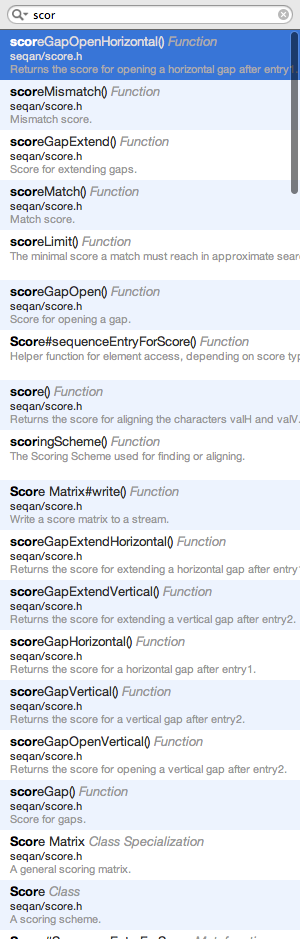 scor
scoreGapOpenHorizontal() Function
seqan/score.h
Returns the score for opening a horizontal gap after entry1.
scoreMismatch() Function
seqan/score.h
Mismatch score.
scoreGapExtend() Function
seqan/score.h
Score for extending gaps.
scoreMatch() Function
seqan/score.h
Match score.
scoreLimit() Function
The minimal score a match must reach in approximate sear
scoreGapOpen() Function
seqan/score.h
Score for opening a gap.
Score#sequenceEntryForScore() Function
Helper function for element access, depending on score typ
score() Function
seqan/score.h
Returns the score for aligning the characters valH and valV.
scoringScheme() Function
The Scoring Scheme used for finding or aligning.
Score Matrix#write() Function
seqan/score.h
Write a score matrix to a stream.
scoreGapExtendHorizontal() Function
seqan/score.h
Returns the score for extending a horizontal gap after entry1
scoreGapExtendVertical() Function
seqan/score.h
Returns the score for extending a vertical gap after entry2.
scoreGapHorizontal() Function
seqan/score.h
Returns the score for a horizontal gap after entry1.
scoreGapVertical() Function
seqan/score.h
Returns the score for a vertical gap after entry2.
scoreGapOpenVertical() Function
seqan/score.h
Returns the score for opening a vertical gap after entry2.
scoreGap() Function
seqan/score.h
Score for gaps.
Score Matrix Class Specialization
seqan/score.h
A general scoring matrix.
Score Class
seqan/score.h
A scoring scheme.